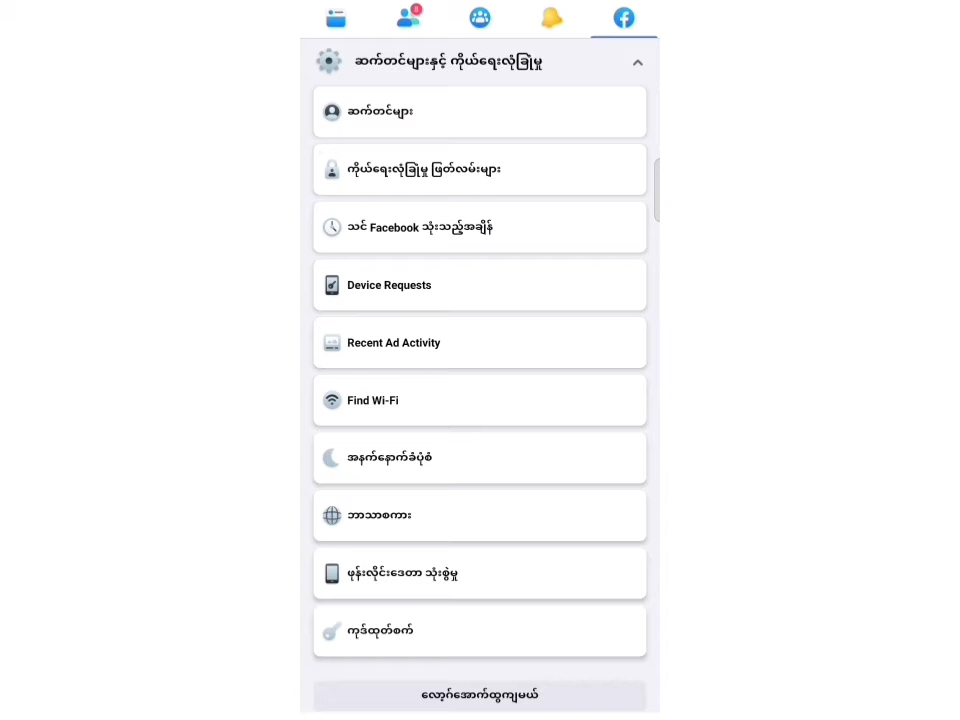 8
ဆက်တင်များနှင့် ကိုယ်ရေးလုံခြုံမှု
ဆက်တင်များ
ကိုယ်ရေးလုံခြုံမှု ဖြတ်လမ်းများ
သင် Facebook သုံးသည့်အချိန်
Device Requests
Recent Ad Activity
Find Wi-Fi
အနက်နောက်ခံပုံစံ
ဘာသာစကား
ဖုန်းလိုင်းဒေတာ သုံးစွဲမှု
ကုဒ်ထုတ်စက်
လော့ဂ်အောက်ထွကျမယ်